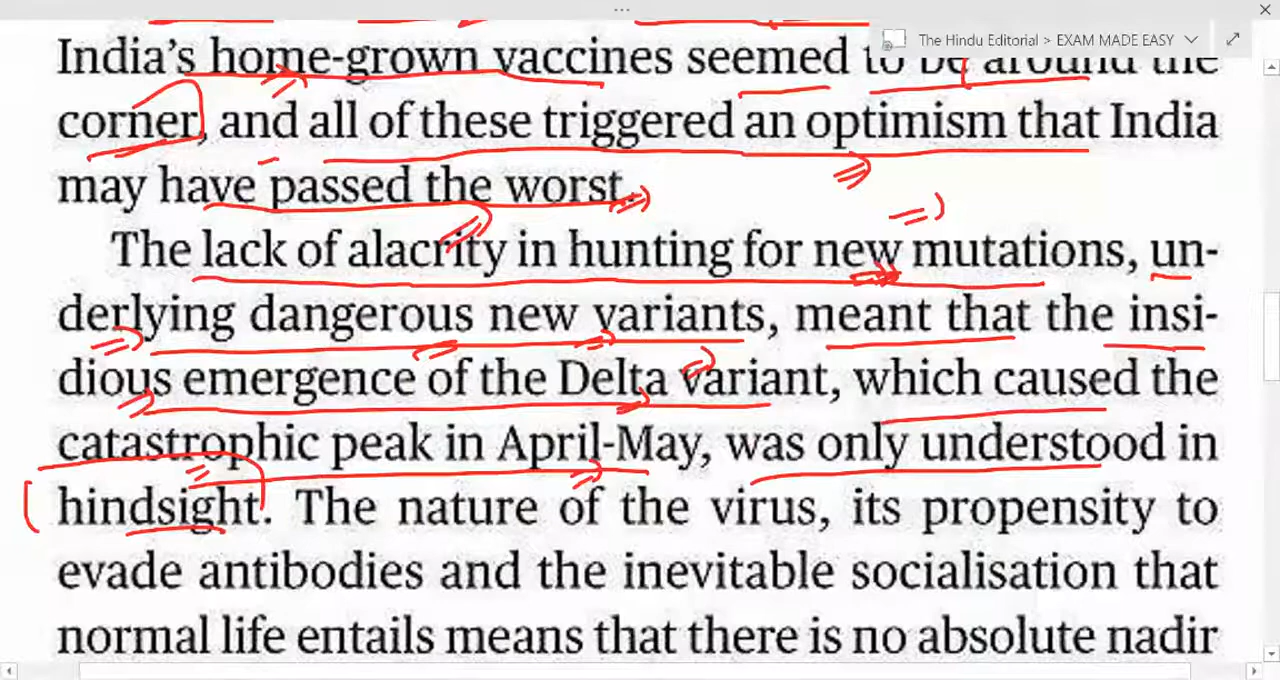 ...
The Hindu Editorial > EXAM MADE EASY
India's home-grown vaccines seemed to be around the
corner, and all of these triggered an optimism that India
may have passed the worst.
The lack of alacrity in hunting for new mutations, un-
derlying dangerous new variants, meant that the insi-
dious emergence of the Delta variant, which caused the
catastrophic peak in April-May, was only understood in
hindsight. The nature of the virus, its propensity to
evade antibodies and the inevitable socialisation that
normal life entails means that there is no absolute nadir